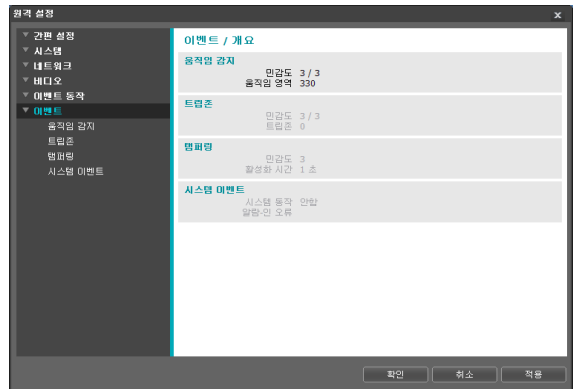 원격 설정
x
간편 설정
시스템
네트워크
비디오
이벤트 동작
이벤트
움직임 감지
트립존
탬퍼링
시스템 이벤트
이벤트 / 개요
움직임 감지
민감도 3 / 3
움직임 영역 330
트립존
민감도 3 / 3
트립존 0
탬퍼링
민감도 3
활성화 시간 1 초
시스템 이벤트
시스템 동작 안함
알람-인 오류
확인 취소 적용